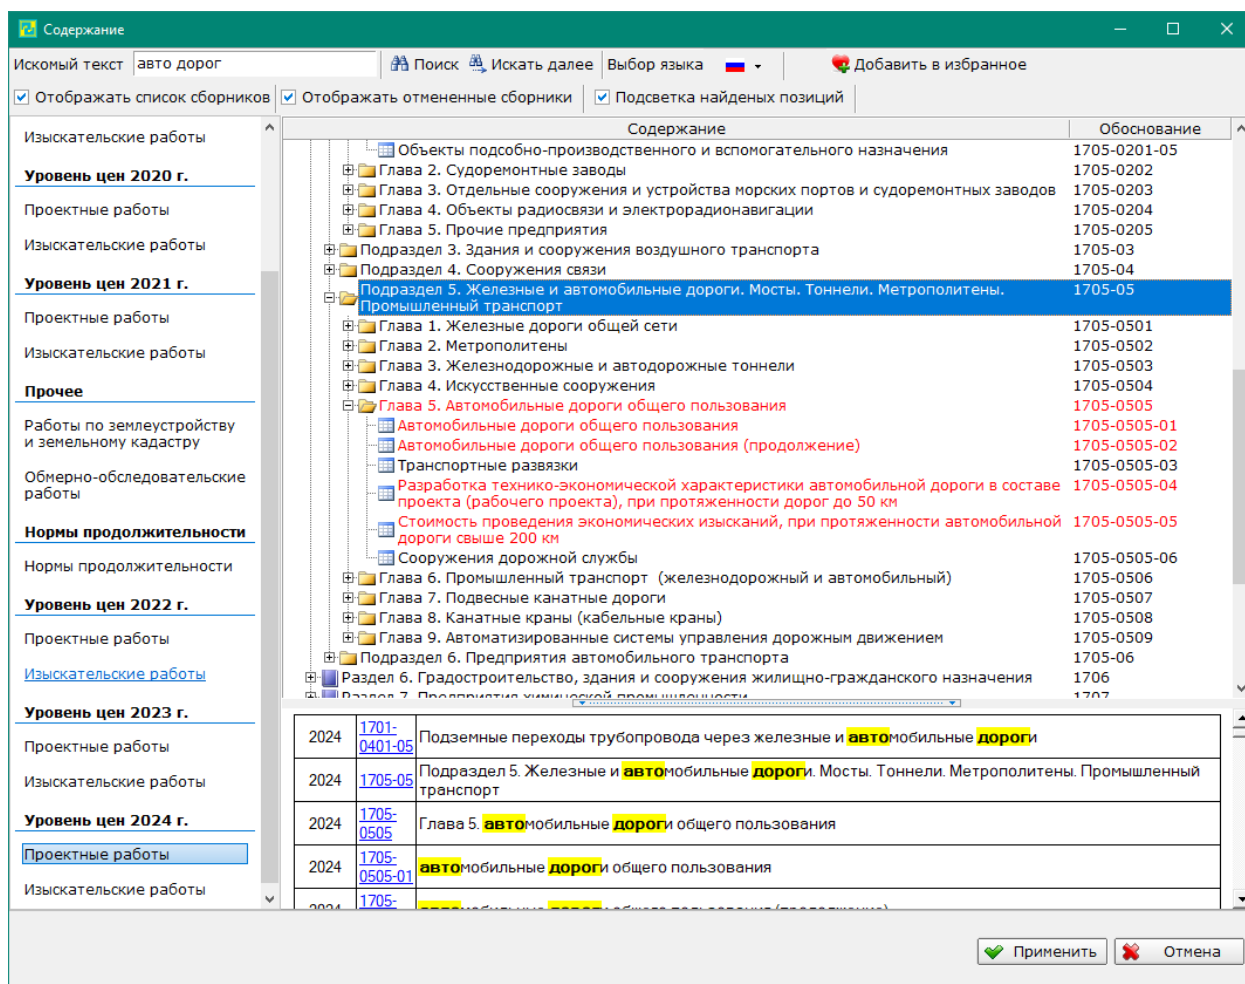 Содержание
Искомый текст авто дорог Поиск Искать далее Выбор языка Добавить в избранное
Отображать список сборников Отображать отмененные сборники Подсветка найденых позиций
Изыскательские работы
Уровень цен 2020 г.
Проектные работы
Изыскательские работы
Уровень цен 2021 г.
Проектные работы
Изыскательские работы
Прочее
Работы по землеустройству
и земельному кадастру
Обмерно-обследовательские
работы
Нормы продолжительности
Нормы продолжительности
Уровень цен 2022 г.
Проектные работы
Изыскательские работы
Уровень цен 2023 г.
Проектные работы
Изыскательские работы
Уровень цен 2024 г.
Проектные работы
Изыскательские работы
Содержание Обоснование
Объекты подсобно-производственного и вспомогательного назначения 1705-0201-05
Глава 2. Судоремонтные заводы 1705-0202
Глава 3. Отдельные сооружения и устройства морских портов и судоремонтных заводов 1705-0203
Глава 4. Объекты радиосвязи и электрорадионавигации 1705-0204
Глава 5. Прочие предприятия 1705-0205
Подраздел 3. Здания и сооружения воздушного транспорта 1705-03
Подраздел 4. Сооружения связи 1705-04
Подраздел 5. Железные и автомобильные дороги. Мосты. Тоннели. Метрополитены. 1705-05
Промышленный транспорт
Глава 1. Железные дороги общей сети 1705-0501
Глава 2. Метрополитены 1705-0502
Глава 3. Железнодорожные и автодорожные тоннели 1705-0503
Глава 4. Искусственные сооружения 1705-0504
Глава 5. Автомобильные дороги общего пользования 1705-0505
Автомобильные дороги общего пользования 1705-0505-01
Автомобильные дороги общего пользования (продолжение) 1705-0505-02
Транспортные развязки 1705-0505-03
Разработка технико-экономической характеристики автомобильной дороги в составе 1705-0505-04
проекта (рабочего проекта), при протяженности дорог до 50 км
Стоимость проведения экономических изысканий, при протяженности автомобильной 1705-0505-05
дороги свыше 200 км
Сооружения дорожной службы 1705-0505-06
Глава 6. Промышленный транспорт (железнодорожный и автомобильный) 1705-0506
Глава 7. Подвесные канатные дороги 1705-0507
Глава 8. Канатные краны (кабельные краны) 1705-0508
Глава 9. Автоматизированные системы управления дорожным движением 1705-0509
Подраздел 6. Предприятия автомобильного транспорта 1705-06
Раздел 6. Градостроительство, здания и сооружения жилищно-гражданского назначения 1706
Раздел 7. Предприятия химической промышленности 1707
2024 1701-0401-05 Подземные переходы трубопровода через железные и автомобильные дороги
2024 1705-05 Подраздел 5. Железные и автомобильные дороги. Мосты. Тоннели. Метрополитены. Промышленный
транспорт
2024 1705-0505 Глава 5. автомобильные дороги общего пользования
2024 1705-0505-01 автомобильные дороги общего пользования
2024 1705- автомобильные дороги общего пользования (продолжение)
Применить Отмена